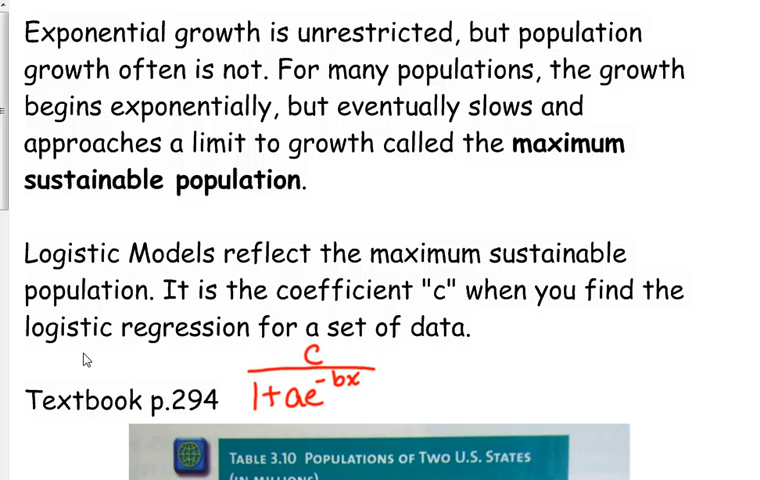 Exponential growth is unrestricted, but population
growth often is not. For many populations, the growth
begins exponentially, but eventually slows and
approaches a limit to growth called the maximum
sustainable population.
Logistic Models reflect the maximum sustainable
population. It is the coefficient "c" when you find the
logistic regression for a set of data.
Textbook p.294
c
1+ae^-bx
TABLE 3.10 POPULATIONS OF TWO U.S. STATES
(IN MILLIONS)